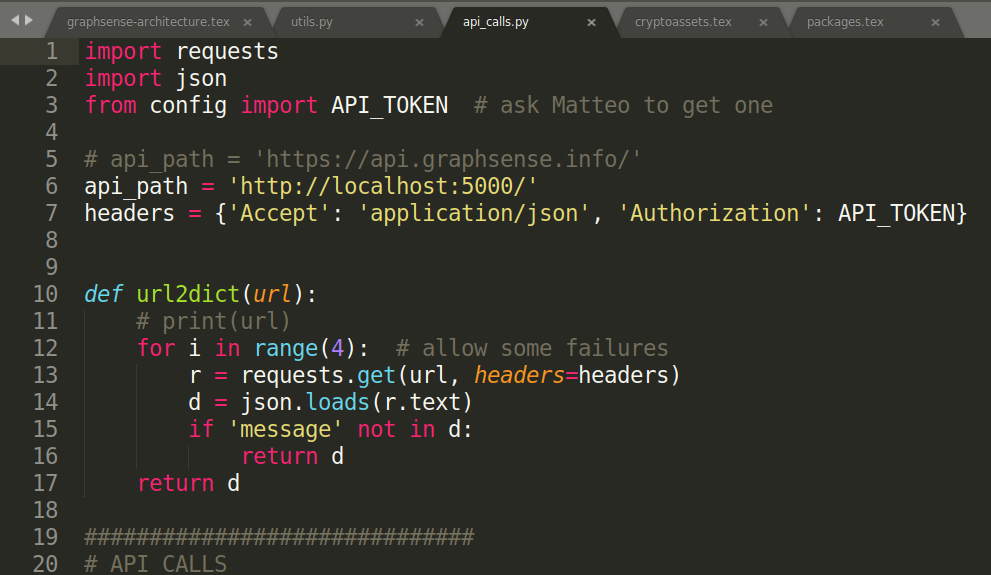 graphsense-architecture.tex × utils.py × api_calls.py × cryptoassets.tex × packages.tex ×
1 import requests
2 import json
3 from config import API_TOKEN  # ask Matteo to get one
4
5 # api_path = 'https://api.graphsense.info/'
6 api_path = 'http://localhost:5000/'
7 headers = {'Accept': 'application/json', 'Authorization': API_TOKEN}
8
9
10 def url2dict(url):
11     # print(url)
12     for i in range(4):  # allow some failures
13         r = requests.get(url, headers=headers)
14         d = json.loads(r.text)
15         if 'message' not in d:
16             return d
17     return d
18
19 ##############################
20 # API CALLS